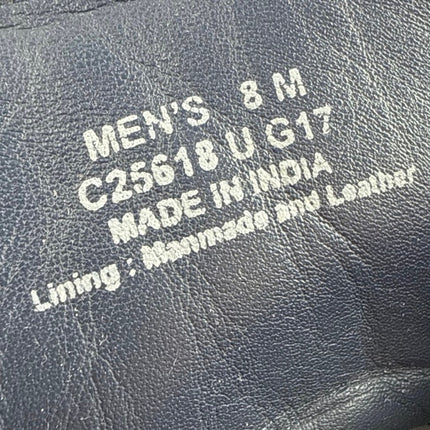 MEN'S 8 M
C25618 U G17
MADE IN INDIA
Lining : Manmade and Leather